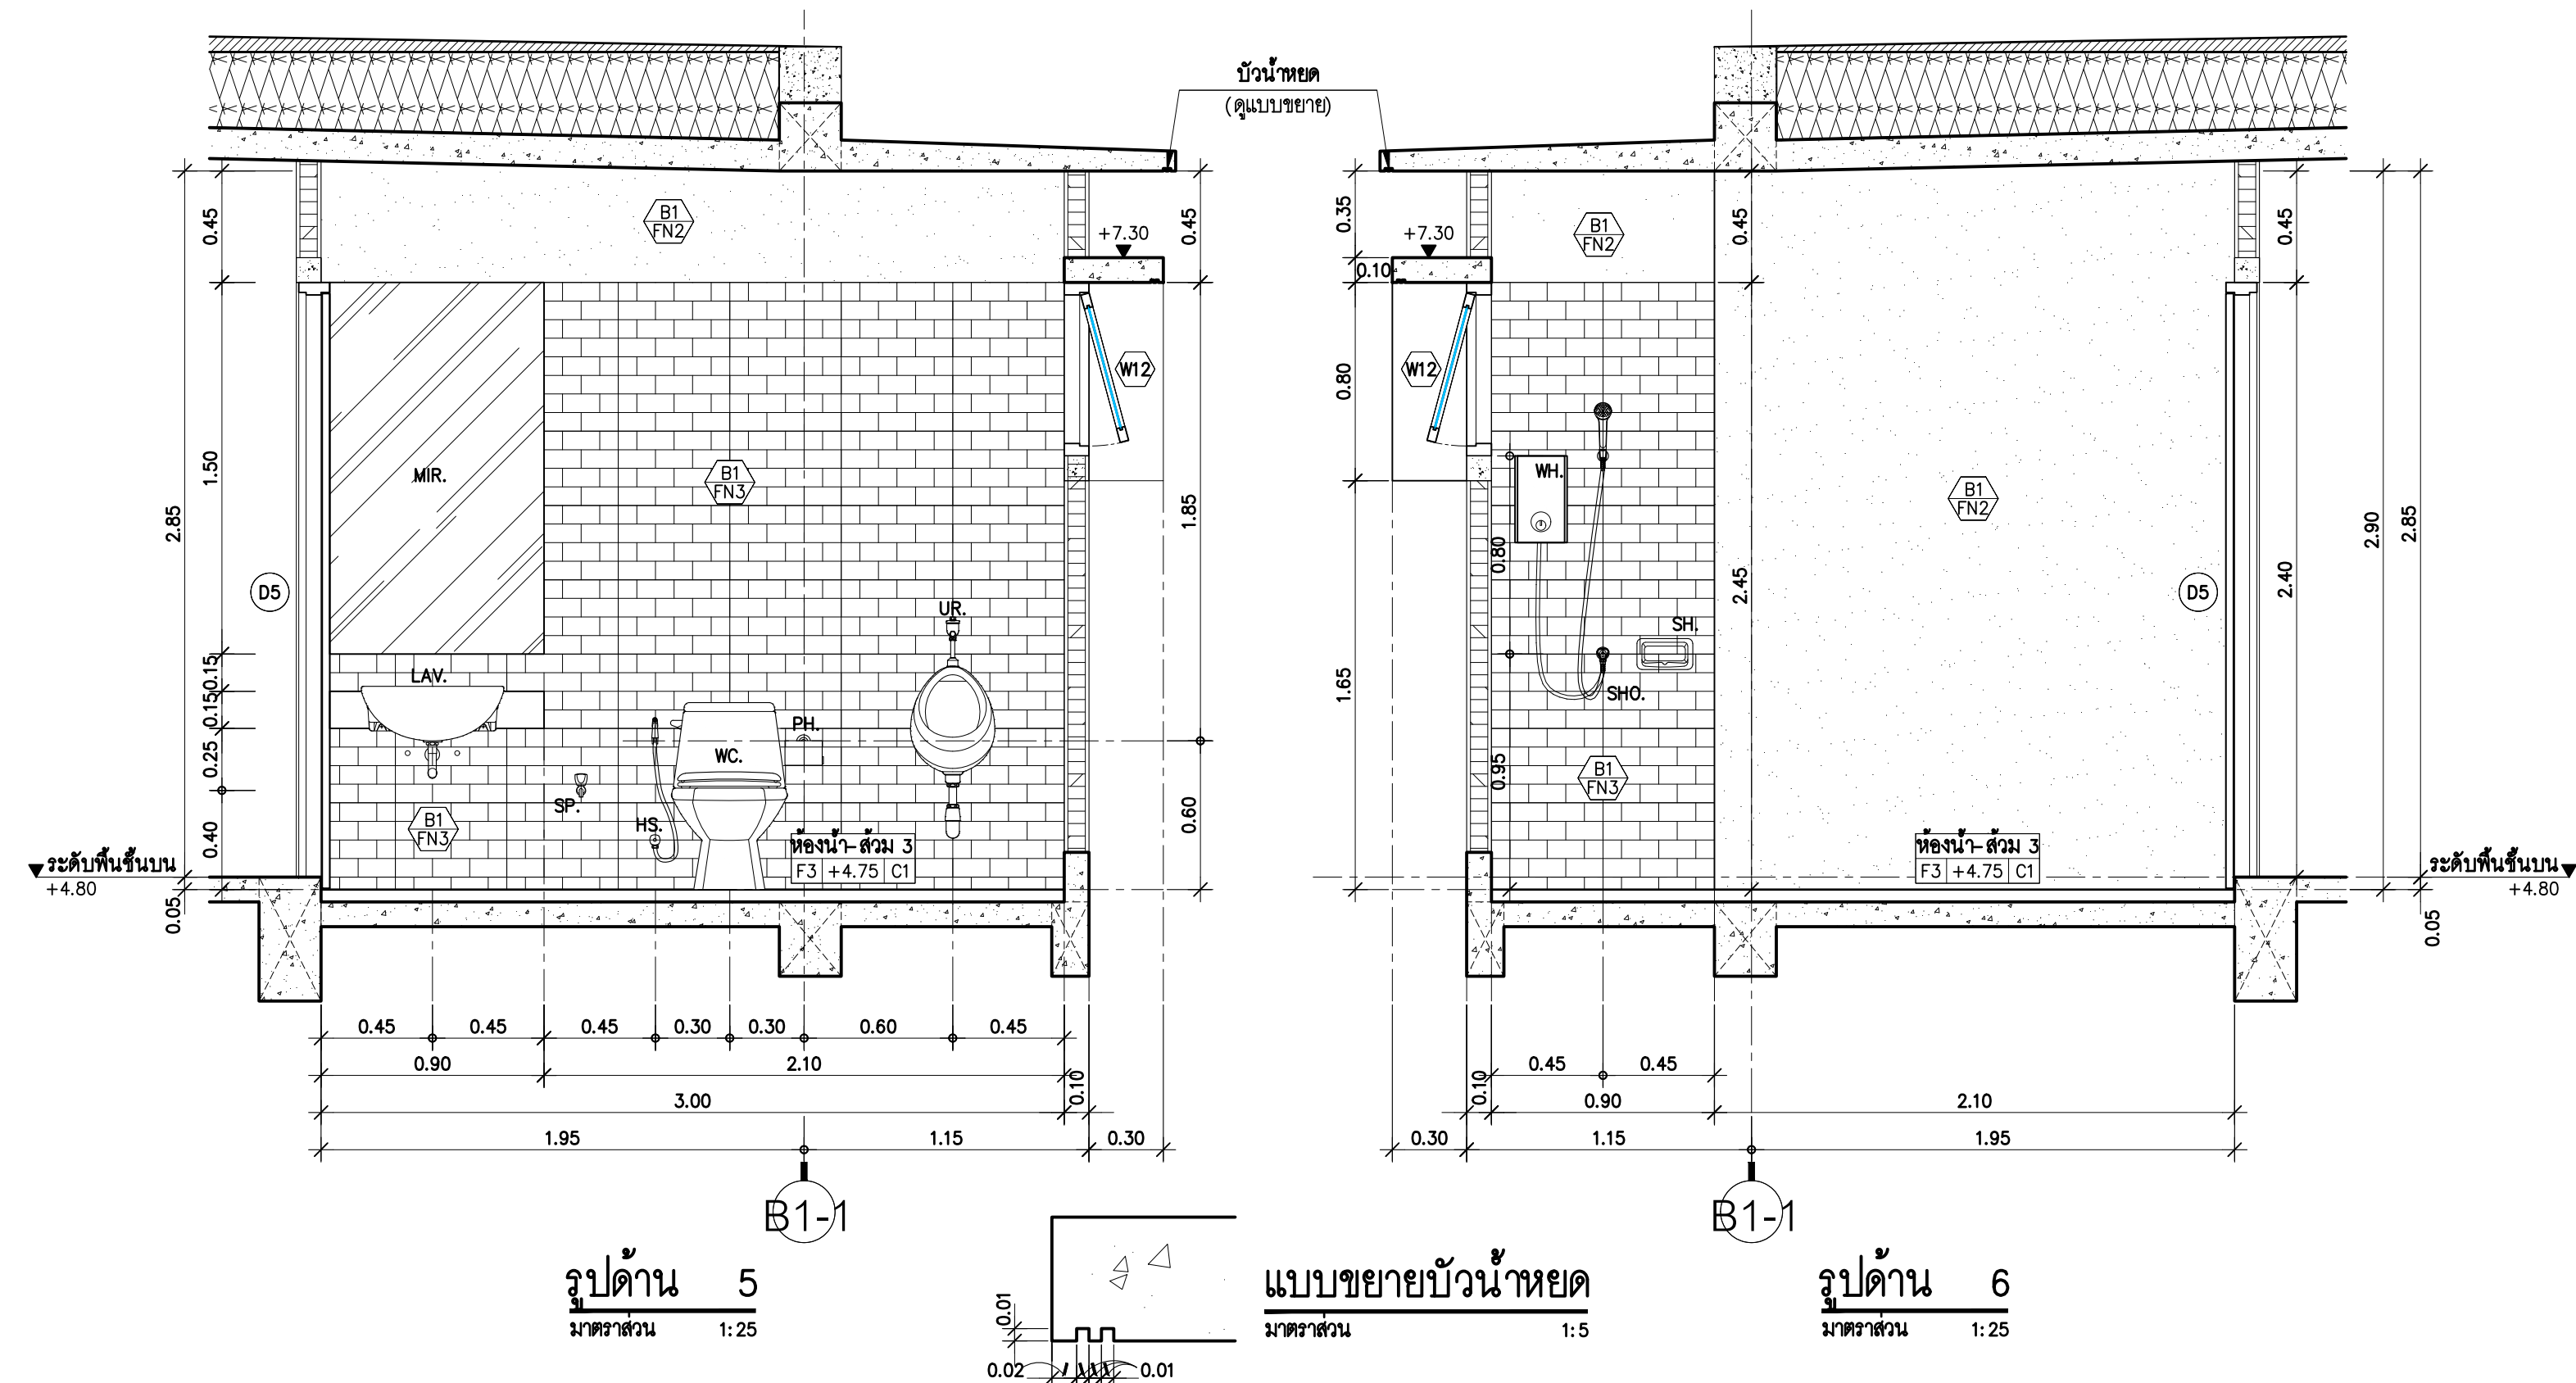 บัวน้ำหยด
(ดูแบบขยาย)
B1
FN2
0.45
2.85
1.50
0.15
0.15
0.25
0.40
0.05
D5
MIR.
LAV.
B1
FN3
B1
FN3
SP.
HS.
WC.
PH.
UR.
ห้องน้ำ-ส้วม 3
F3 +4.75 C1
+7.30
W12
0.45
1.85
0.60
ระดับพื้นชั้นบน
+4.80
0.45 0.45 0.45 0.30 0.30 0.60 0.45
0.90 2.10
0.10
3.00
1.95 1.15 0.30
B1-1
รูปด้าน 5
มาตราส่วน 1:25
0.35
+7.30
0.10
0.80
1.65
W12
B1
FN2
0.45
WH.
0.80
2.45
SH.
SHO.
0.95
B1
FN3
B1
FN2
D5
ห้องน้ำ-ส้วม 3
F3 +4.75 C1
0.45
2.40
2.90
2.85
ระดับพื้นชั้นบน
+4.80
0.05
0.45 0.45
0.10
0.90 2.10
0.30 1.15 1.95
B1-1
แบบขยายบัวน้ำหยด
มาตราส่วน 1:5
0.01
0.02 0.01
รูปด้าน 6
มาตราส่วน 1:25